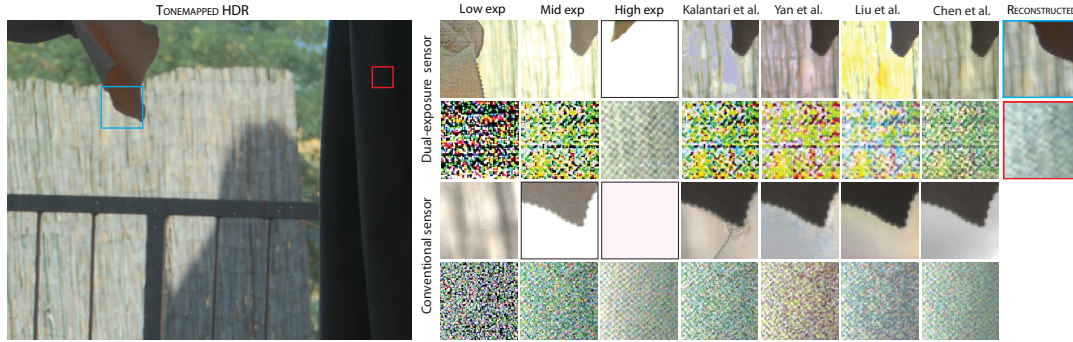 TONEMAPPED HDR
Low exp Mid exp High exp Kalantari et al. Yan et al. Liu et al. Chen et al. RECONSTRUCTED
Dual-exposure sensor
Conventional sensor